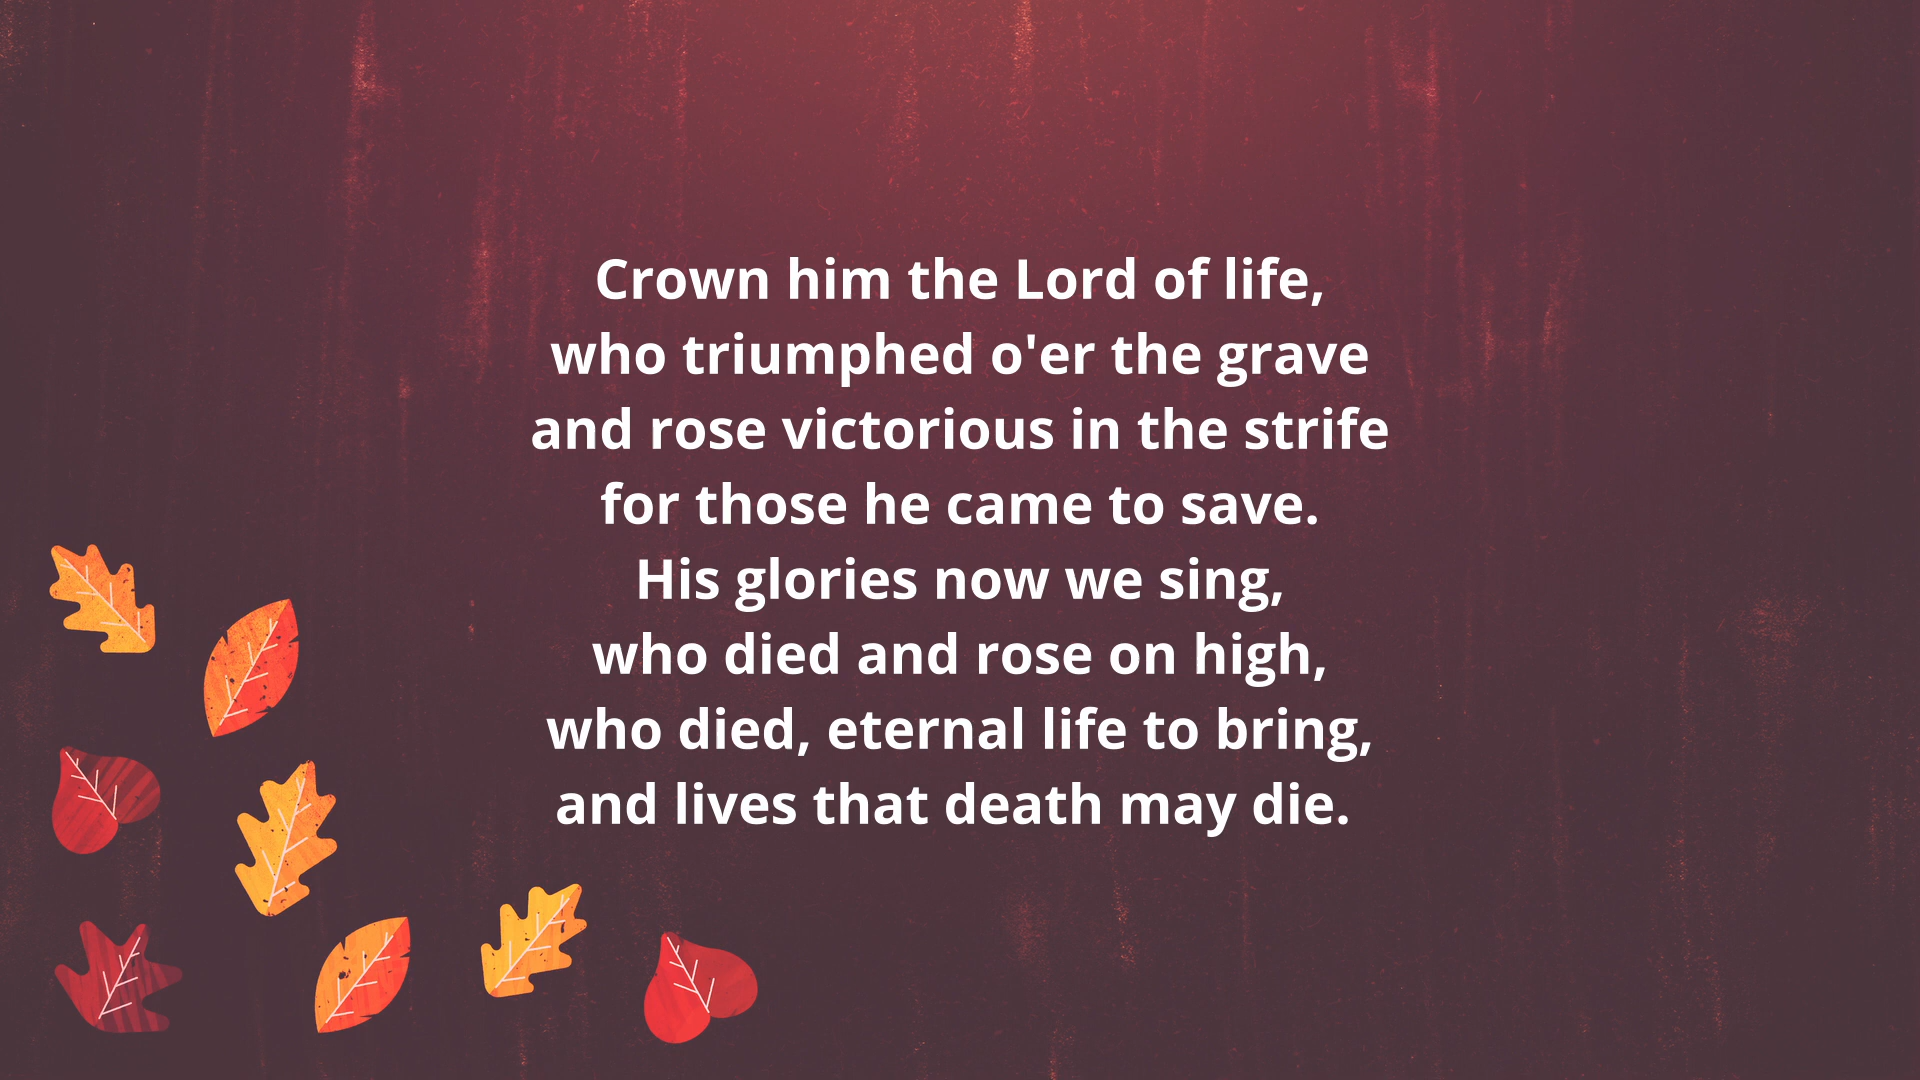 Crown him the Lord of life,
who triumphed o'er the grave
and rose victorious in the strife
for those he came to save.
His glories now we sing,
who died and rose on high,
who died, eternal life to bring,
and lives that death may die.